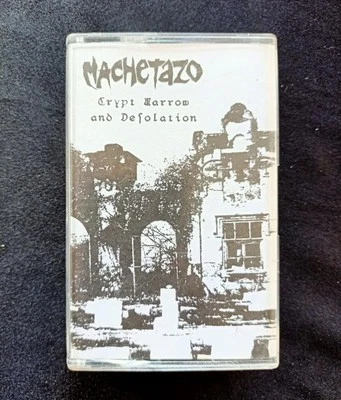 MACHETAZO
Crypt Marrow
and Desolation